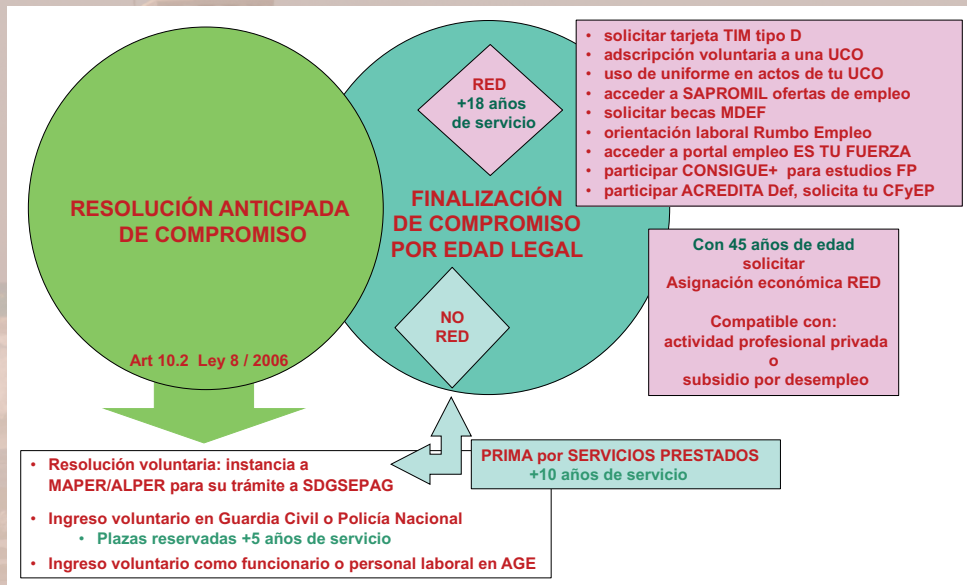 RESOLUCIÓN ANTICIPADA
DE COMPROMISO
Art 10.2 Ley 8 / 2006
RED
+18 años
de servicio
FINALIZACIÓN
DE COMPROMISO
POR EDAD LEGAL
NO
RED
• solicitar tarjeta TIM tipo D
• adscripción voluntaria a una UCO
• uso de uniforme en actos de tu UCO
• acceder a SAPROMIL ofertas de empleo
• solicitar becas MDEF
• orientación laboral Rumbo Empleo
• acceder a portal empleo ES TU FUERZA
• participar CONSIGUE+ para estudios FP
• participar ACREDITA Def, solicita tu CFyEP
Con 45 años de edad
solicitar
Asignación económica RED
Compatible con:
actividad profesional privada
o
subsidio por desempleo
PRIMA por SERVICIOS PRESTADOS
+10 años de servicio
• Resolución voluntaria: instancia a
MAPER/ALPER para su trámite a SDGSEPAG
• Ingreso voluntario en Guardia Civil o Policía Nacional
• Plazas reservadas +5 años de servicio
• Ingreso voluntario como funcionario o personal laboral en AGE